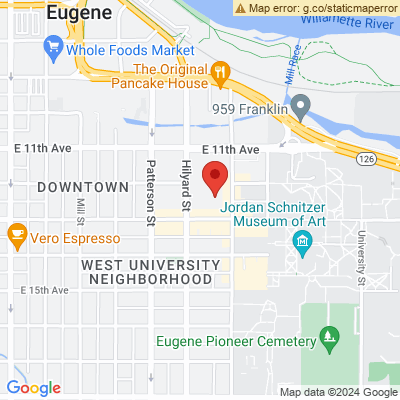 Map error: g.co/staticmaperror
Eugene
Willamette River
Whole Foods Market
Mill Race
The Original
Pancake House
959 Franklin
E 11th Ave
E 11th Ave
126
DOWNTOWN
Patterson St
Hilyard St
Mill St
Jordan Schnitzer
Museum of Art
Vero Espresso
University St
WEST UNIVERSITY
NEIGHBORHOOD
E 15th Ave
Eugene Pioneer Cemetery
Google
Map data ©2024 Google